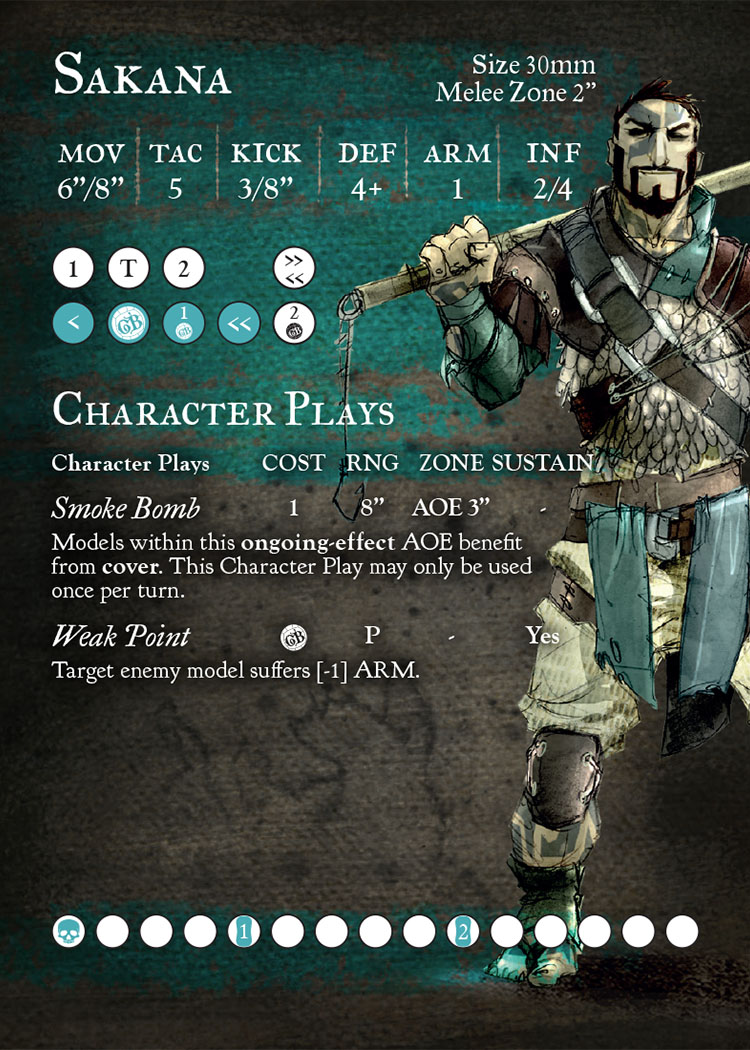 SAKANA
Size 30mm
Melee Zone 2”
MOV TAC KICK DEF ARM INF
6”/8” 5 3/8” 4+ 1 2/4
1 T 2 >> <<
< GB 1 GB << 2 GB
CHARACTER PLAYS
Character Plays COST RNG ZONE SUSTAIN
Smoke Bomb 1 8” AOE 3” -
Models within this ongoing-effect AOE benefit
from cover. This Character Play may only be used
once per turn.
Weak Point GB P - Yes
Target enemy model suffers [-1] ARM.
1 2